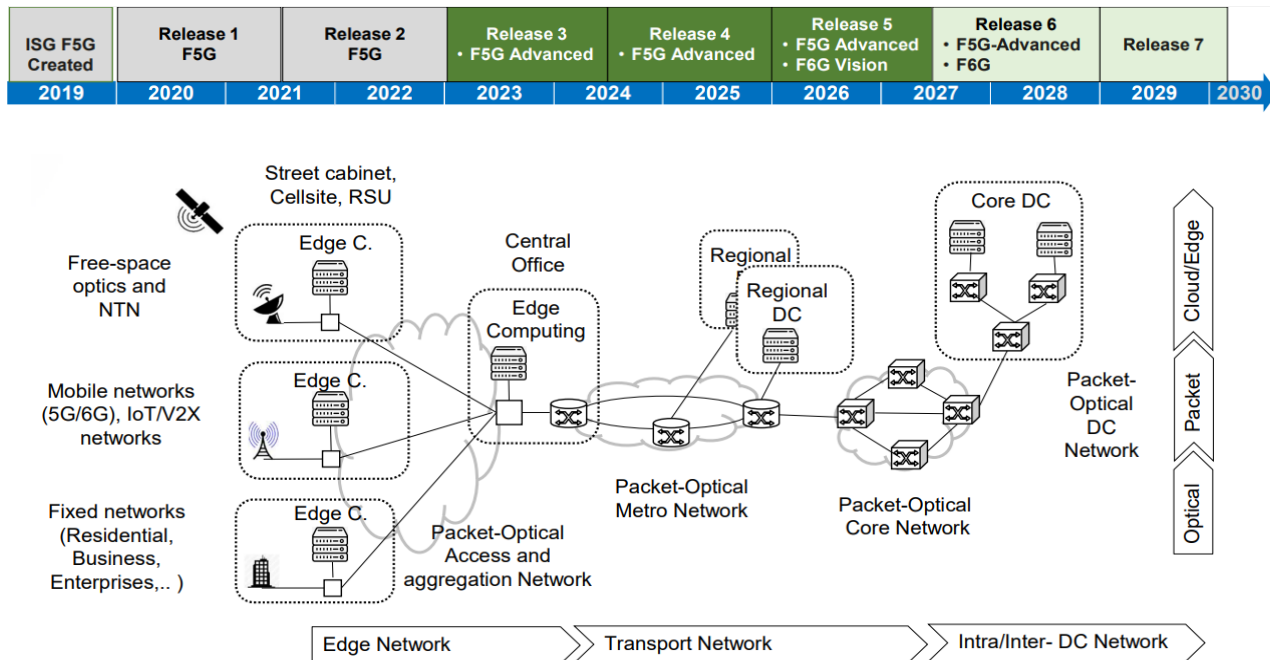 ISG F5G
Created
Release 1
F5G
Release 2
F5G
Release 3
• F5G Advanced
Release 4
• F5G Advanced
Release 5
• F5G Advanced
• F6G Vision
Release 6
• F5G-Advanced
• F6G
Release 7
2019 2020 2021 2022 2023 2024 2025 2026 2027 2028 2029 2030
Street cabinet,
Cellsite, RSU
Edge C.
Free-space
optics and
NTN
Central
Office
Edge
Computing
Regional
Regional
DC
Core DC
Mobile networks
(5G/6G), IoT/V2X
networks
Edge C.
Fixed networks
(Residential,
Business,
Enterprises,.. )
Edge C.
Packet-Optical
Access and
aggregation Network
Packet-Optical
Metro Network
Packet-Optical
Core Network
Packet-
Optical
DC
Network
Cloud/Edge
Packet
Optical
Edge Network
Transport Network
Intra/Inter- DC Network